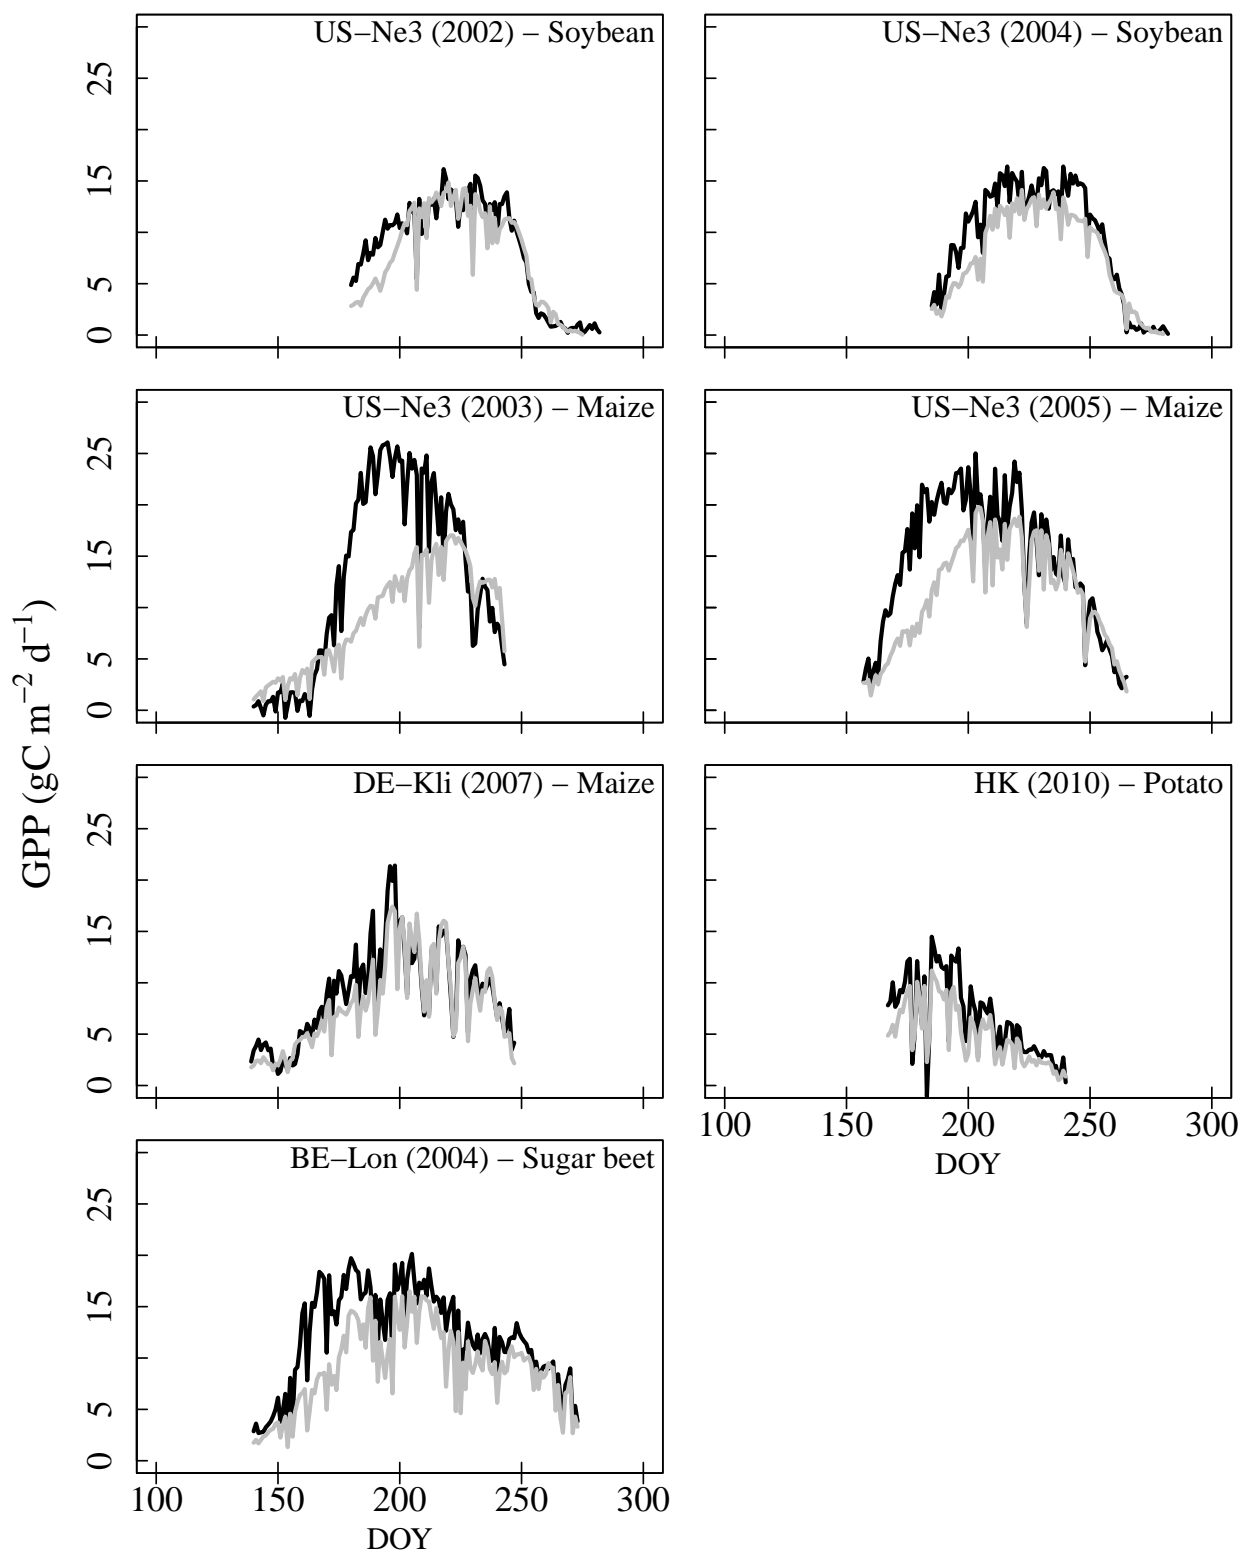 US−Ne3 (2002) − Soybean
US−Ne3 (2004) − Soybean
25
15
5
0
US−Ne3 (2003) − Maize
US−Ne3 (2005) − Maize
25
15
5
0
GPP (gC m−2 d−1)
DE−Kli (2007) − Maize
HK (2010) − Potato
25
15
5
0
100 150 200 250 300
DOY
BE−Lon (2004) − Sugar beet
25
15
5
0
100 150 200 250 300
DOY